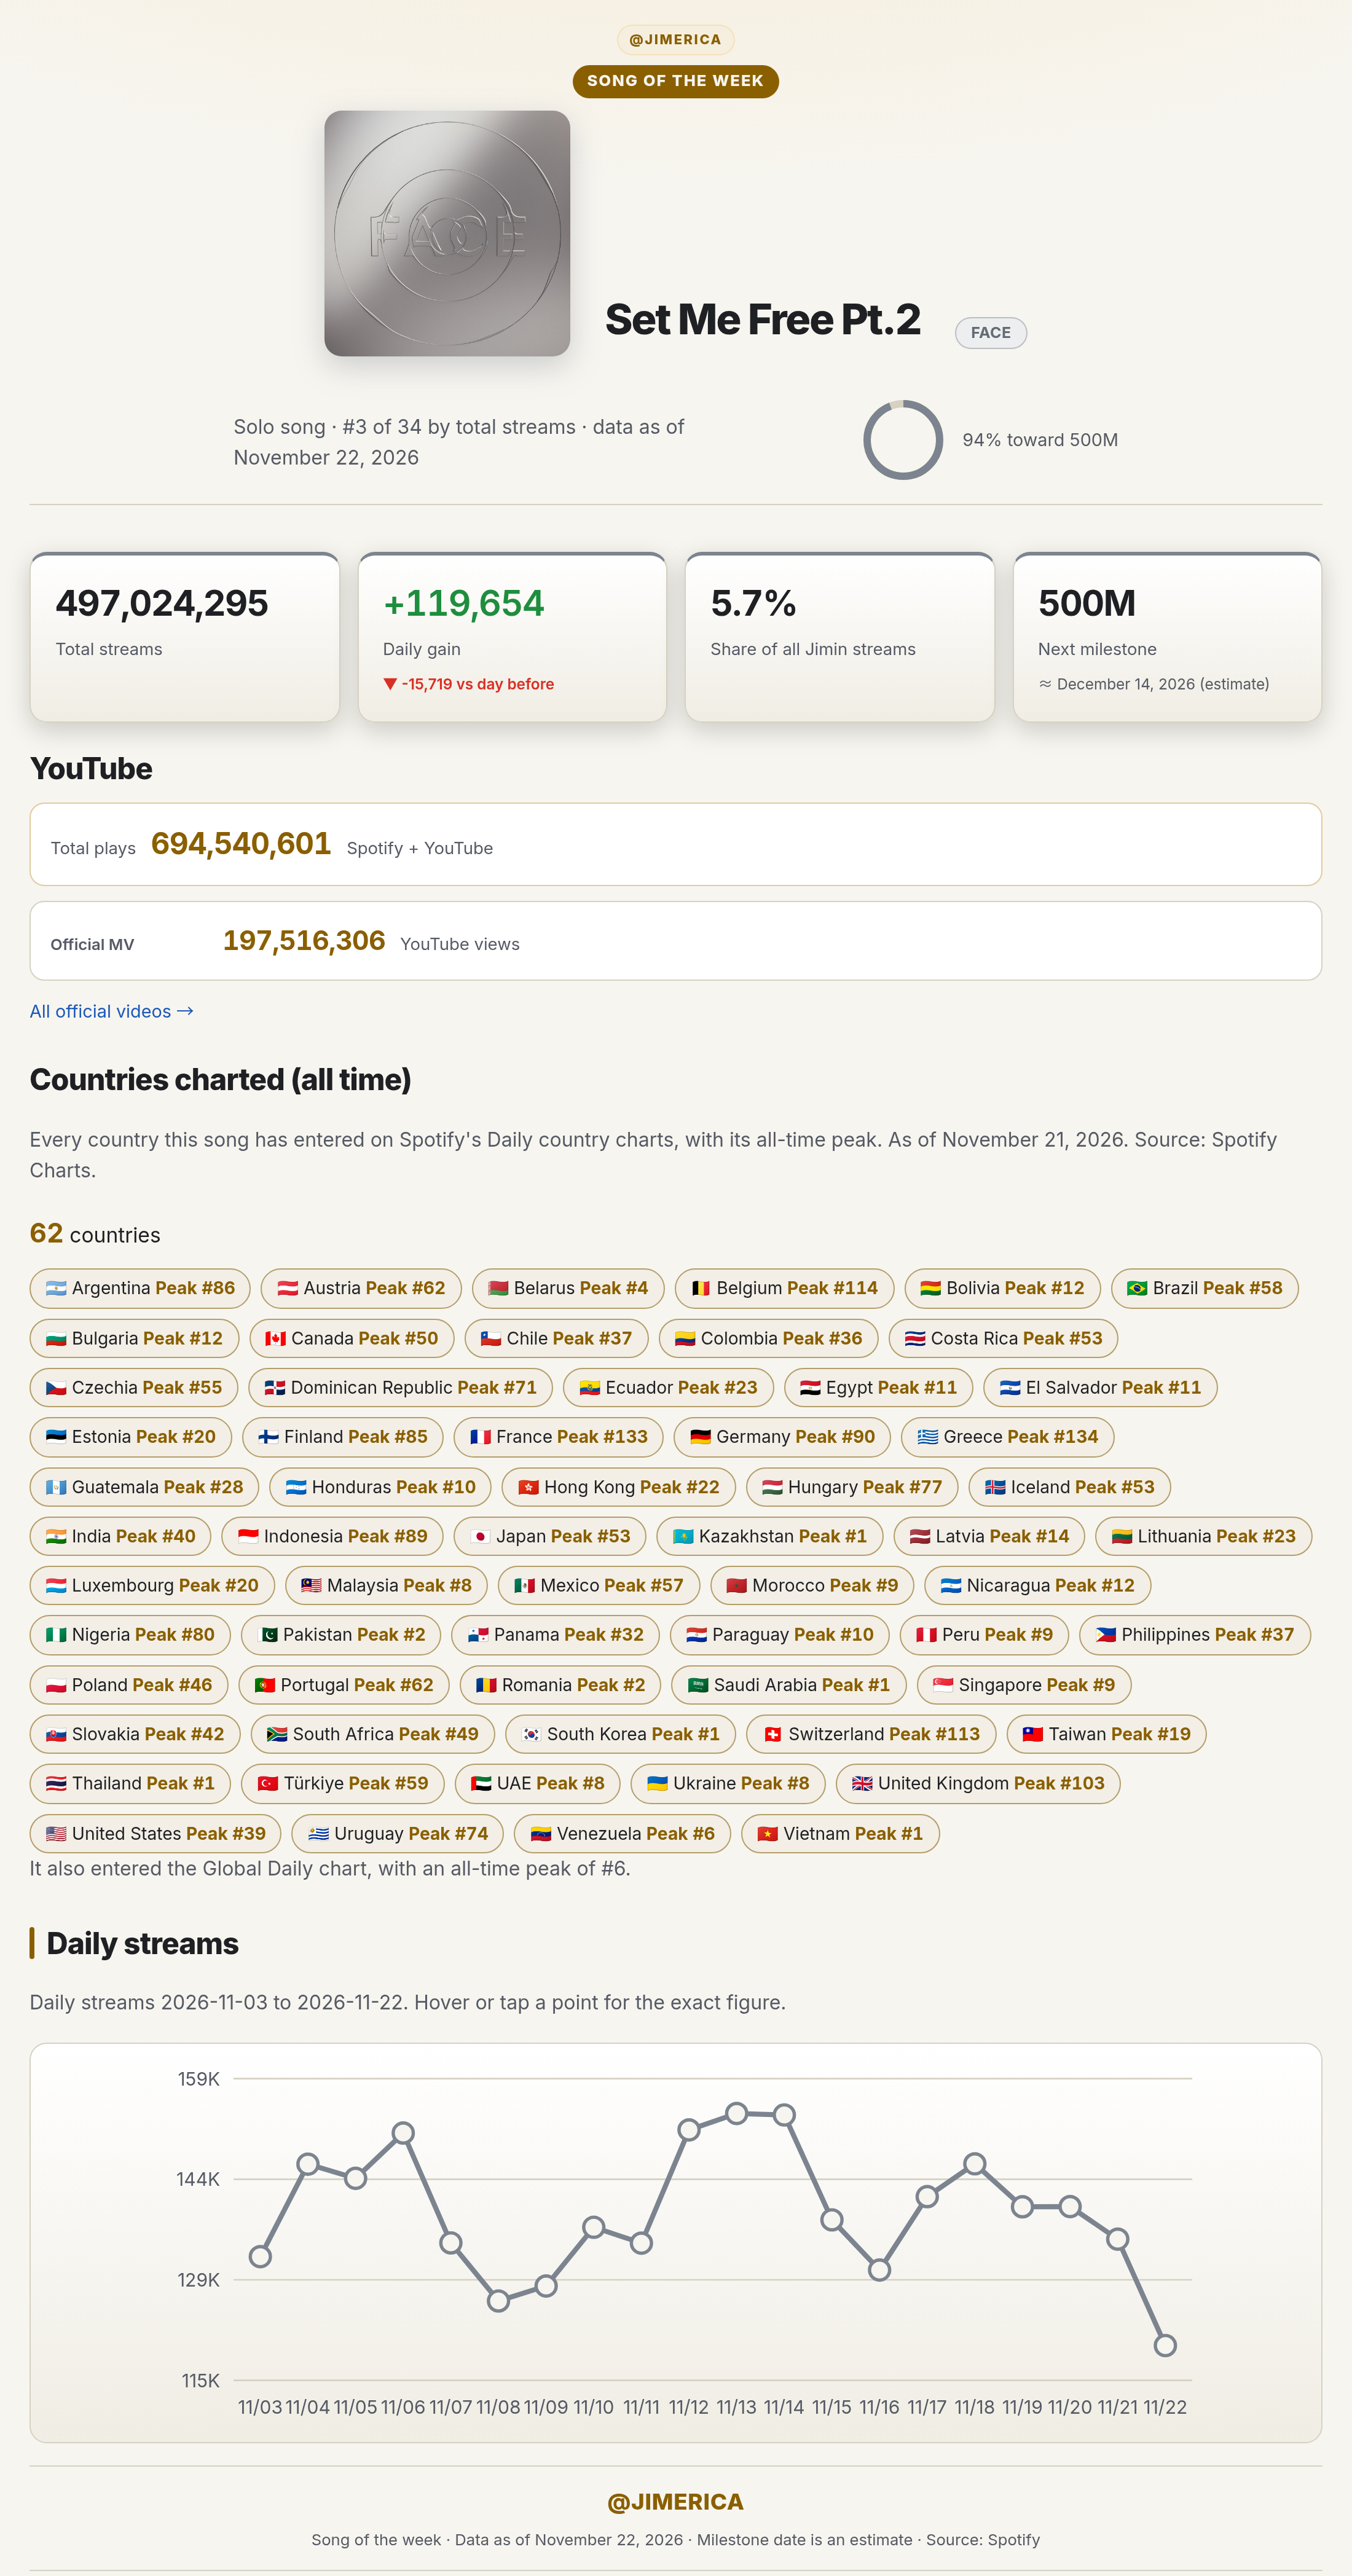 @JIMERICA
SONG OF THE WEEK
FACE
Set Me Free Pt.2
FACE
Solo song · #3 of 34 by total streams · data as of
November 22, 2026
94% toward 500M
497,024,295
Total streams
+119,654
Daily gain
▼ -15,719 vs day before
5.7%
Share of all Jimin streams
500M
Next milestone
≈ December 14, 2026 (estimate)
YouTube
Total plays 694,540,601 Spotify + YouTube
Official MV 197,516,306 YouTube views
All official videos →
Countries charted (all time)
Every country this song has entered on Spotify's Daily country charts, with its all-time peak. As of November 21, 2026. Source: Spotify
Charts.
62 countries
Argentina Peak #86 Austria Peak #62 Belarus Peak #4 Belgium Peak #114 Bolivia Peak #12 Brazil Peak #58
Bulgaria Peak #12 Canada Peak #50 Chile Peak #37 Colombia Peak #36 Costa Rica Peak #53
Czechia Peak #55 Dominican Republic Peak #71 Ecuador Peak #23 Egypt Peak #11 El Salvador Peak #11
Estonia Peak #20 Finland Peak #85 France Peak #133 Germany Peak #90 Greece Peak #134
Guatemala Peak #28 Honduras Peak #10 Hong Kong Peak #22 Hungary Peak #77 Iceland Peak #53
India Peak #40 Indonesia Peak #89 Japan Peak #53 Kazakhstan Peak #1 Latvia Peak #14 Lithuania Peak #23
Luxembourg Peak #20 Malaysia Peak #8 Mexico Peak #57 Morocco Peak #9 Nicaragua Peak #12
Nigeria Peak #80 Pakistan Peak #2 Panama Peak #32 Paraguay Peak #10 Peru Peak #9 Philippines Peak #37
Poland Peak #46 Portugal Peak #62 Romania Peak #2 Saudi Arabia Peak #1 Singapore Peak #9
Slovakia Peak #42 South Africa Peak #49 South Korea Peak #1 Switzerland Peak #113 Taiwan Peak #19
Thailand Peak #1 Türkiye Peak #59 UAE Peak #8 Ukraine Peak #8 United Kingdom Peak #103
United States Peak #39 Uruguay Peak #74 Venezuela Peak #6 Vietnam Peak #1
It also entered the Global Daily chart, with an all-time peak of #6.
Daily streams
Daily streams 2026-11-03 to 2026-11-22. Hover or tap a point for the exact figure.
159K
144K
129K
115K
11/03 11/04 11/05 11/06 11/07 11/08 11/09 11/10 11/11 11/12 11/13 11/14 11/15 11/16 11/17 11/18 11/19 11/20 11/21 11/22
@JIMERICA
Song of the week · Data as of November 22, 2026 · Milestone date is an estimate · Source: Spotify